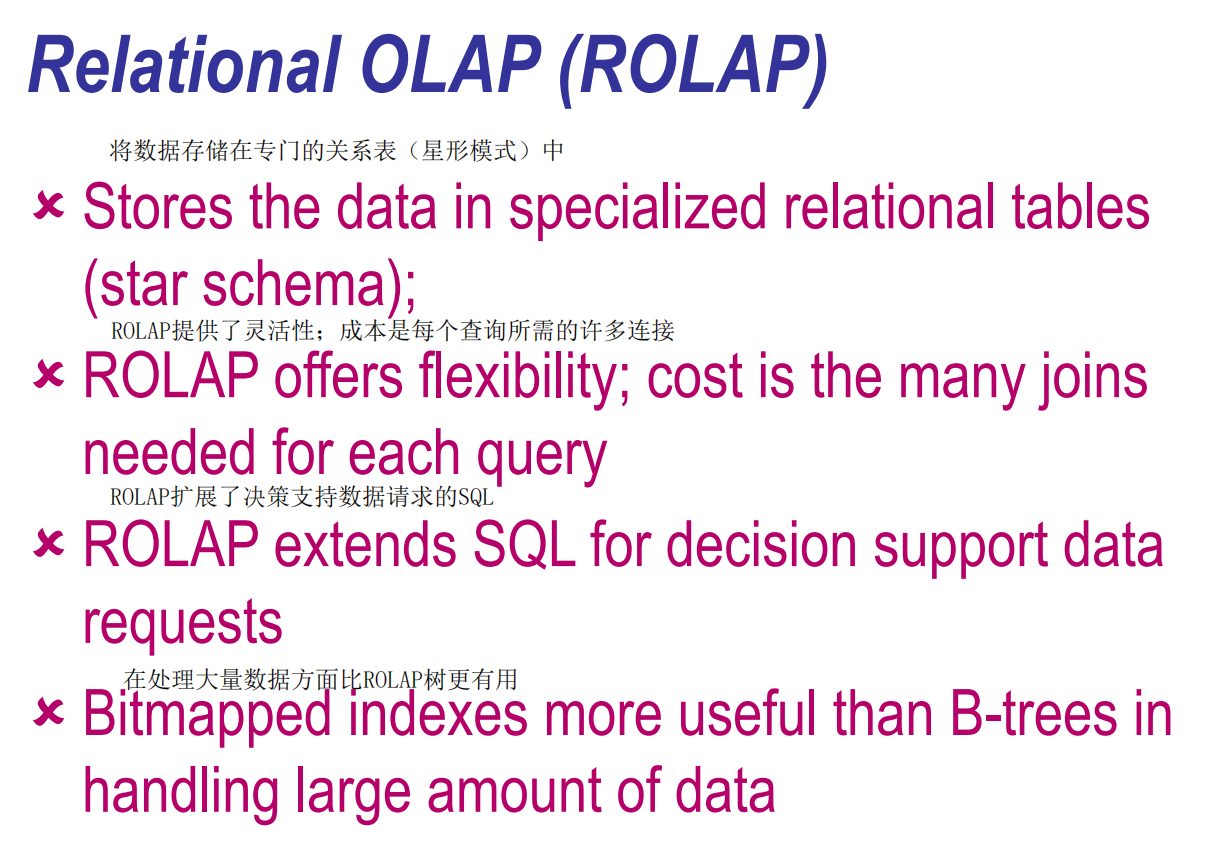 Relational OLAP (ROLAP)
将数据存储在专门的关系表（星形模式）中
Stores the data in specialized relational tables
(star schema);
ROLAP提供了灵活性；成本是每个查询所需的许多连接
ROLAP offers flexibility; cost is the many joins
needed for each query
ROLAP扩展了决策支持数据请求的SQL
ROLAP extends SQL for decision support data
requests
在处理大量数据方面比ROLAP树更有用
Bitmapped indexes more useful than B-trees in
handling large amount of data